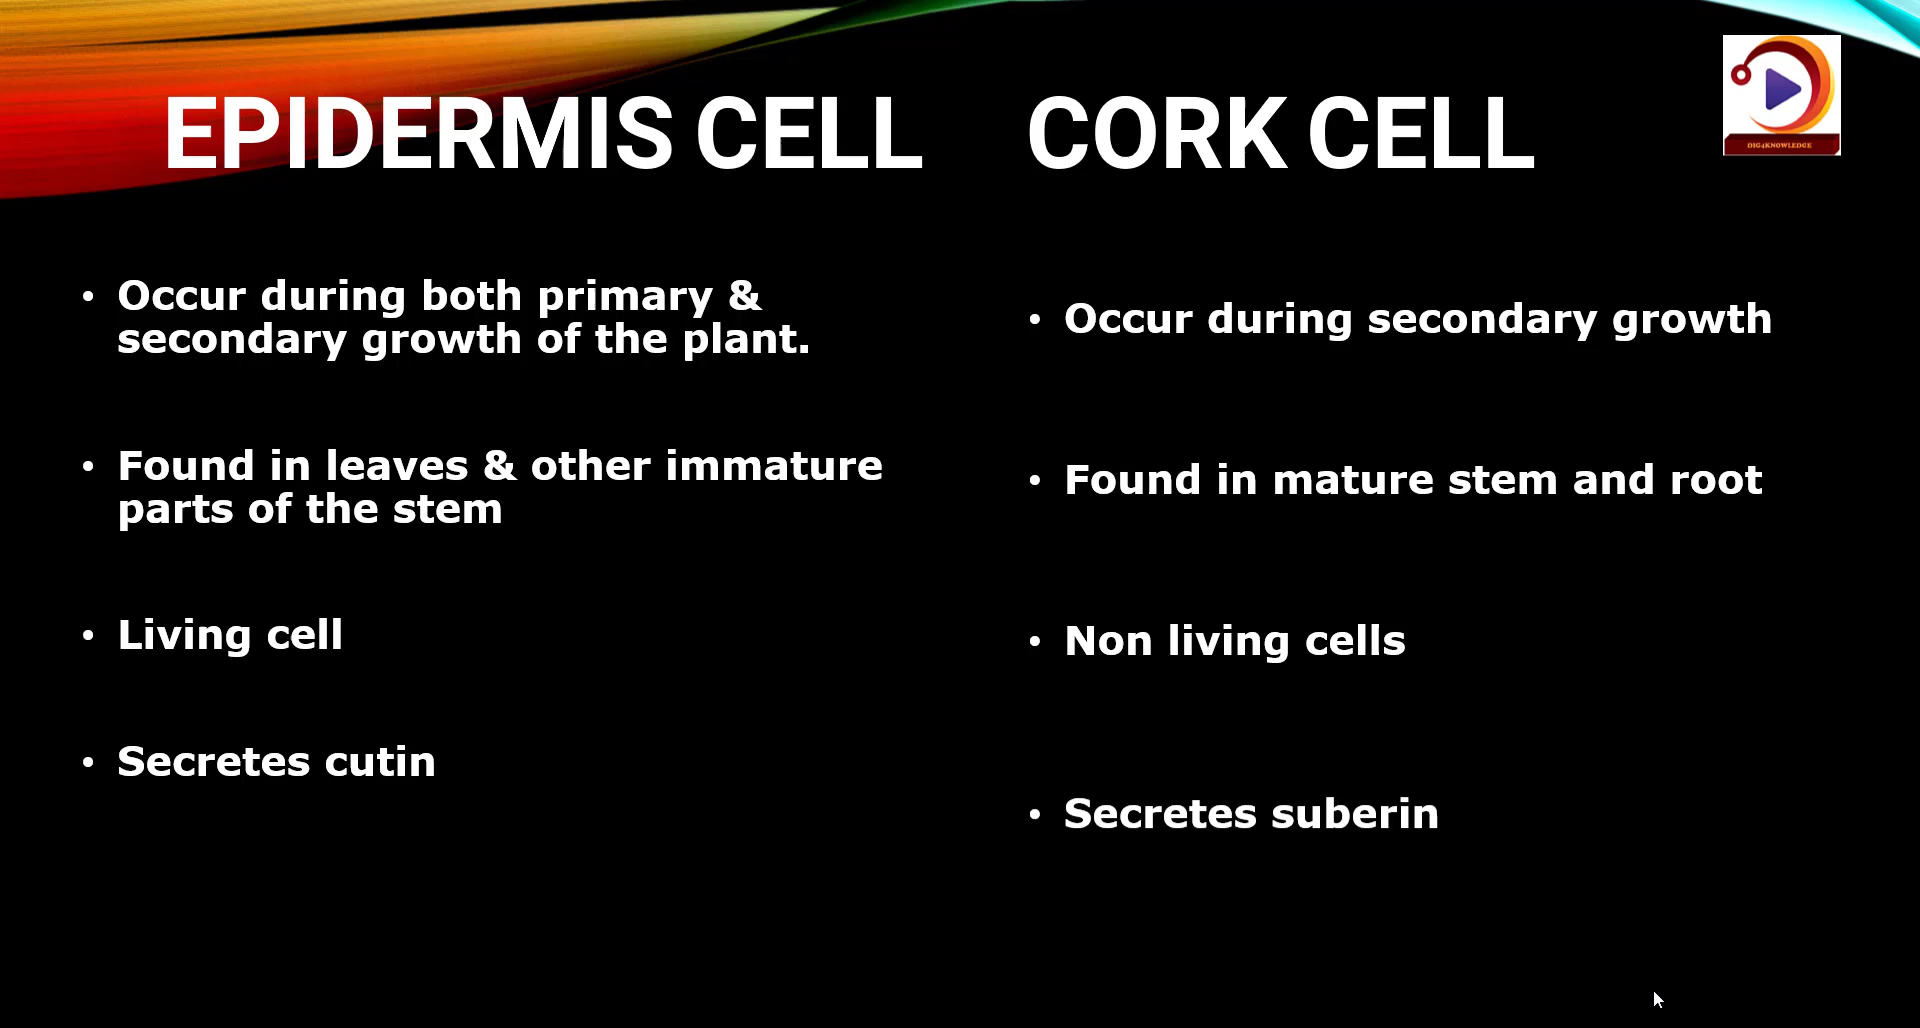 EPIDERMIS CELL
CORK CELL
DIG4KNOWLEDGE
• Occur during both primary &
secondary growth of the plant.
• Found in leaves & other immature
parts of the stem
• Living cell
• Secretes cutin
• Occur during secondary growth
• Found in mature stem and root
• Non living cells
• Secretes suberin